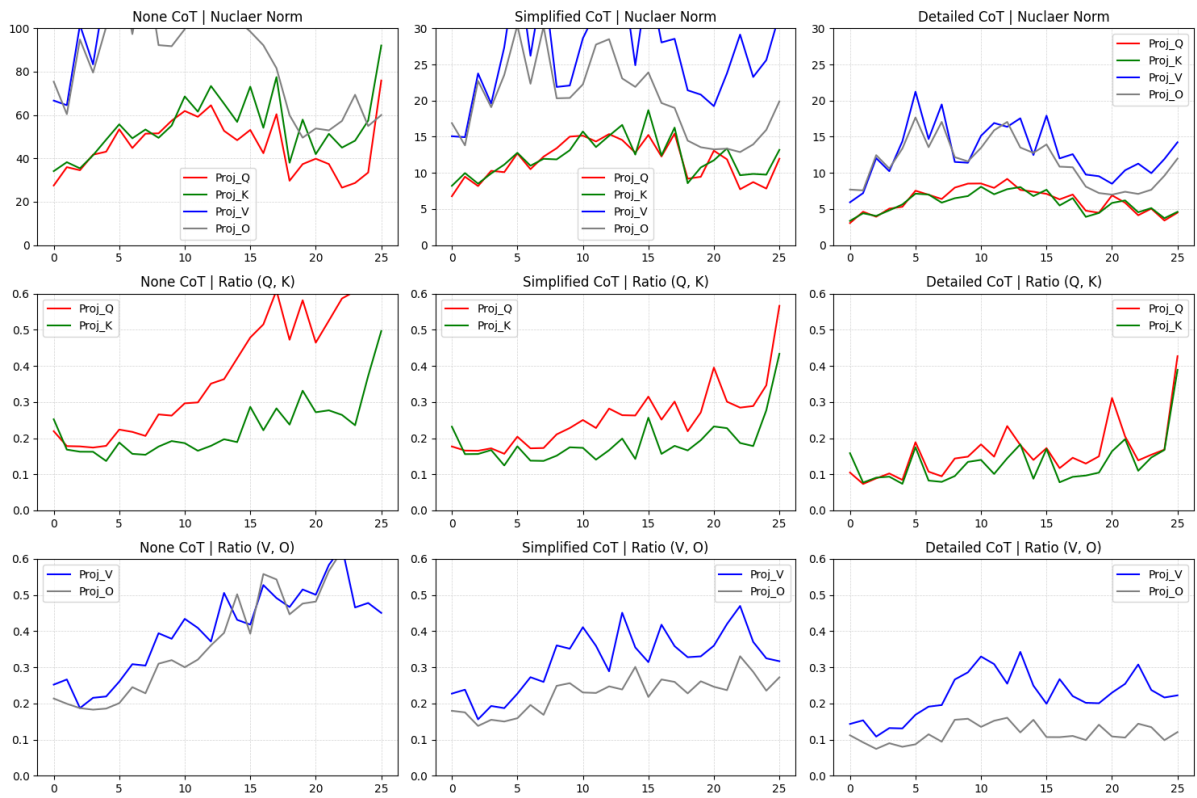 None CoT | Nuclaer Norm
100
80
60
40
20
0
0 5 10 15 20 25
Proj_Q
Proj_K
Proj_V
Proj_O
Simplified CoT | Nuclaer Norm
30
25
20
15
10
5
0
0 5 10 15 20 25
Proj_Q
Proj_K
Proj_V
Proj_O
Detailed CoT | Nuclaer Norm
30
25
20
15
10
5
0
0 5 10 15 20 25
Proj_Q
Proj_K
Proj_V
Proj_O
None CoT | Ratio (Q, K)
0.6
0.5
0.4
0.3
0.2
0.1
0.0
0 5 10 15 20 25
Proj_Q
Proj_K
Simplified CoT | Ratio (Q, K)
0.6
0.5
0.4
0.3
0.2
0.1
0.0
0 5 10 15 20 25
Proj_Q
Proj_K
Detailed CoT | Ratio (Q, K)
0.6
0.5
0.4
0.3
0.2
0.1
0.0
0 5 10 15 20 25
Proj_Q
Proj_K
None CoT | Ratio (V, O)
0.6
0.5
0.4
0.3
0.2
0.1
0.0
0 5 10 15 20 25
Proj_V
Proj_O
Simplified CoT | Ratio (V, O)
0.6
0.5
0.4
0.3
0.2
0.1
0.0
0 5 10 15 20 25
Proj_V
Proj_O
Detailed CoT | Ratio (V, O)
0.6
0.5
0.4
0.3
0.2
0.1
0.0
0 5 10 15 20 25
Proj_V
Proj_O